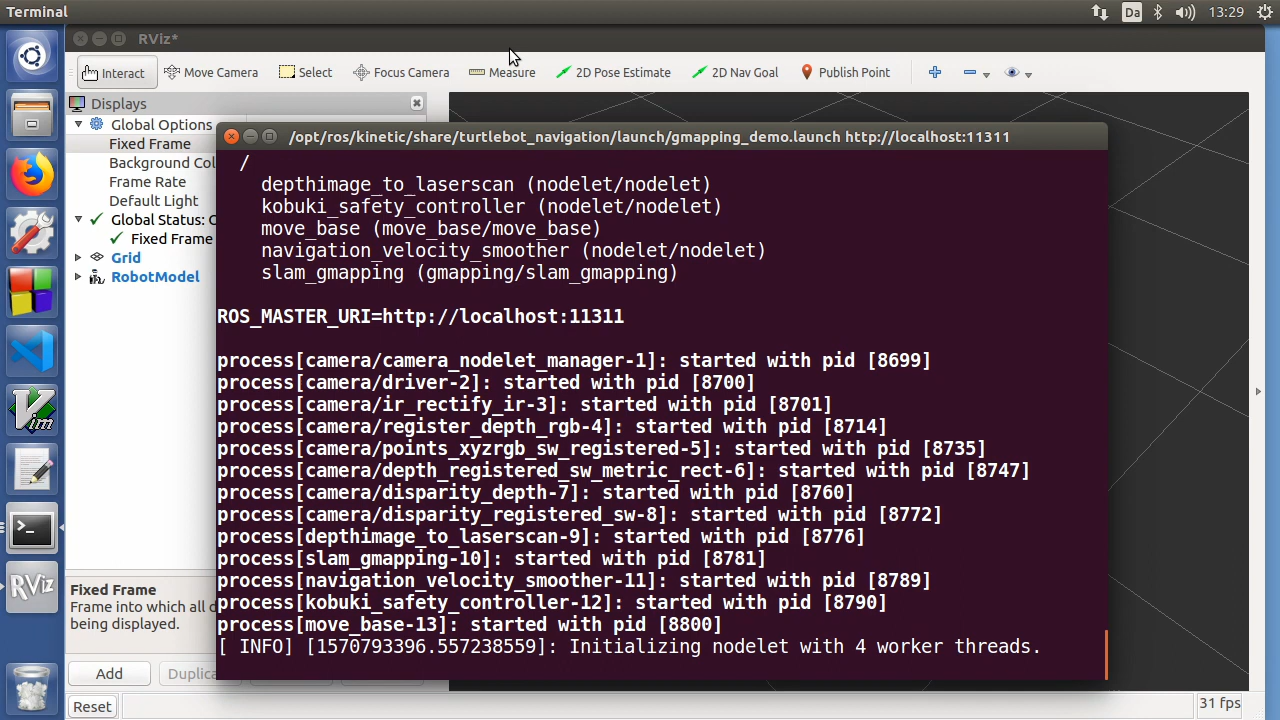 Terminal
Da
13:29
RViz*
Interact
Move Camera
Select
Focus Camera
Measure
2D Pose Estimate
2D Nav Goal
Publish Point
Displays
Global Options
Fixed Frame
Background Col
Frame Rate
Default Light
Global Status: O
Fixed Frame
Grid
RobotModel
/opt/ros/kinetic/share/turtlebot_navigation/launch/gmapping_demo.launch http://localhost:11311
/
depthimage_to_laserscan (nodelet/nodelet)
kobuki_safety_controller (nodelet/nodelet)
move_base (move_base/move_base)
navigation_velocity_smoother (nodelet/nodelet)
slam_gmapping (gmapping/slam_gmapping)
ROS_MASTER_URI=http://localhost:11311
process[camera/camera_nodelet_manager-1]: started with pid [8699]
process[camera/driver-2]: started with pid [8700]
process[camera/ir_rectify_ir-3]: started with pid [8701]
process[camera/register_depth_rgb-4]: started with pid [8714]
process[camera/points_xyzrgb_sw_registered-5]: started with pid [8735]
process[camera/depth_registered_sw_metric_rect-6]: started with pid [8747]
process[camera/disparity_depth-7]: started with pid [8760]
process[camera/disparity_registered_sw-8]: started with pid [8772]
process[depthimage_to_laserscan-9]: started with pid [8776]
process[slam_gmapping-10]: started with pid [8781]
process[navigation_velocity_smoother-11]: started with pid [8789]
process[kobuki_safety_controller-12]: started with pid [8790]
process[move_base-13]: started with pid [8800]
[ INFO] [1570793396.557238559]: Initializing nodelet with 4 worker threads.
Fixed Frame
Frame into which all d
being displayed.
Add
Duplica
Reset
31 fps
Vim
RViz